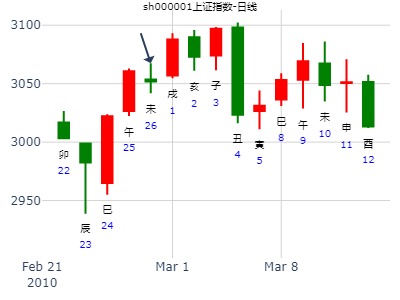 sh000001上证指数-日线
3100
3050
3000
2950
卯
22
辰
23
巳
24
午
25
未
26
戌
1
亥
2
子
3
丑
4
寅
5
巳
8
午
9
未
10
申
11
酉
12
Feb 21
2010
Mar 1
Mar 8